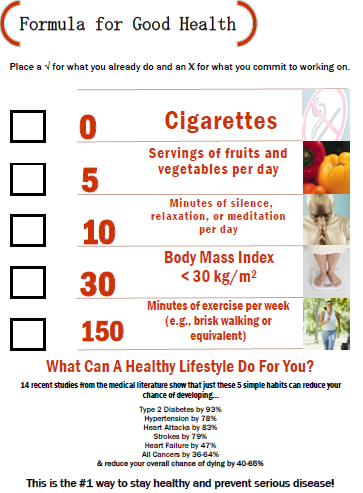 Formula for Good Health
Place a √ for what you already do and an X for what you commit to working on.
0 Cigarettes
5 Servings of fruits and
vegetables per day
10 Minutes of silence,
relaxation, or meditation
per day
30 Body Mass Index
< 30 kg/m²
150 Minutes of exercise per week
(e.g., brisk walking or
equivalent)
What Can A Healthy Lifestyle Do For You?
14 recent studies from the medical literature show that just these 5 simple habits can reduce your
chance of developing...
Type 2 Diabetes by 93%
Hypertension by 78%
Heart Attacks by 83%
Strokes by 79%
Heart Failure by 47%
All Cancers by 36-64%
& reduce your overall chance of dying by 40-65%
This is the #1 way to stay healthy and prevent serious disease!